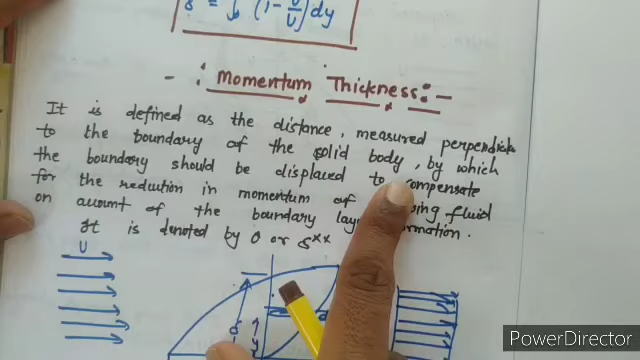 (1 - u/U) dy
Momentum Thickness:-
It is defined as the distance, measured
to the boundary of the solid body, by which
the boundary should be displaced to compensate
for the reduction in momentum of fluid
on account of the boundary formation.
It is denoted by θ or δ**
U
PowerDirector